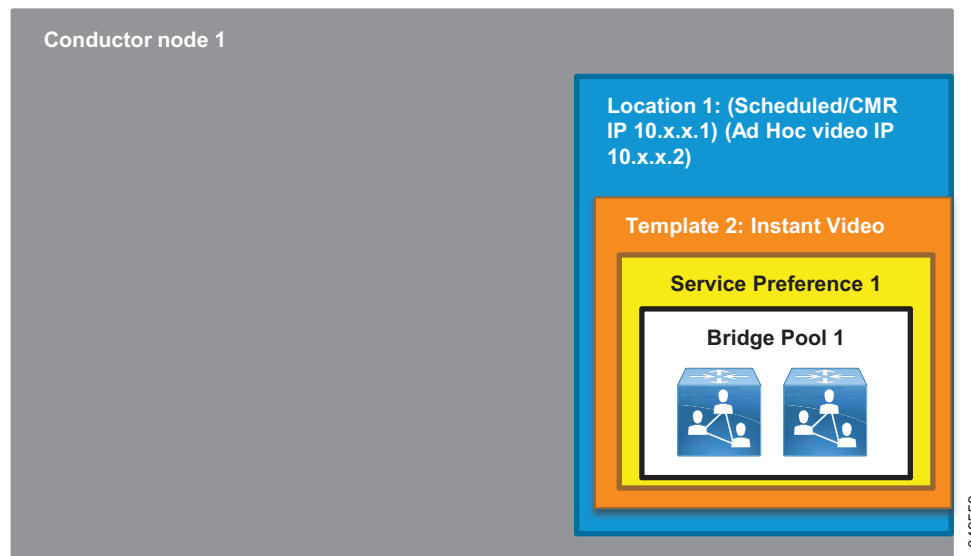 Conductor node 1
Location 1: (Scheduled/CMR
IP 10.x.x.1) (Ad Hoc video IP
10.x.x.2)
Template 2: Instant Video
Service Preference 1
Bridge Pool 1